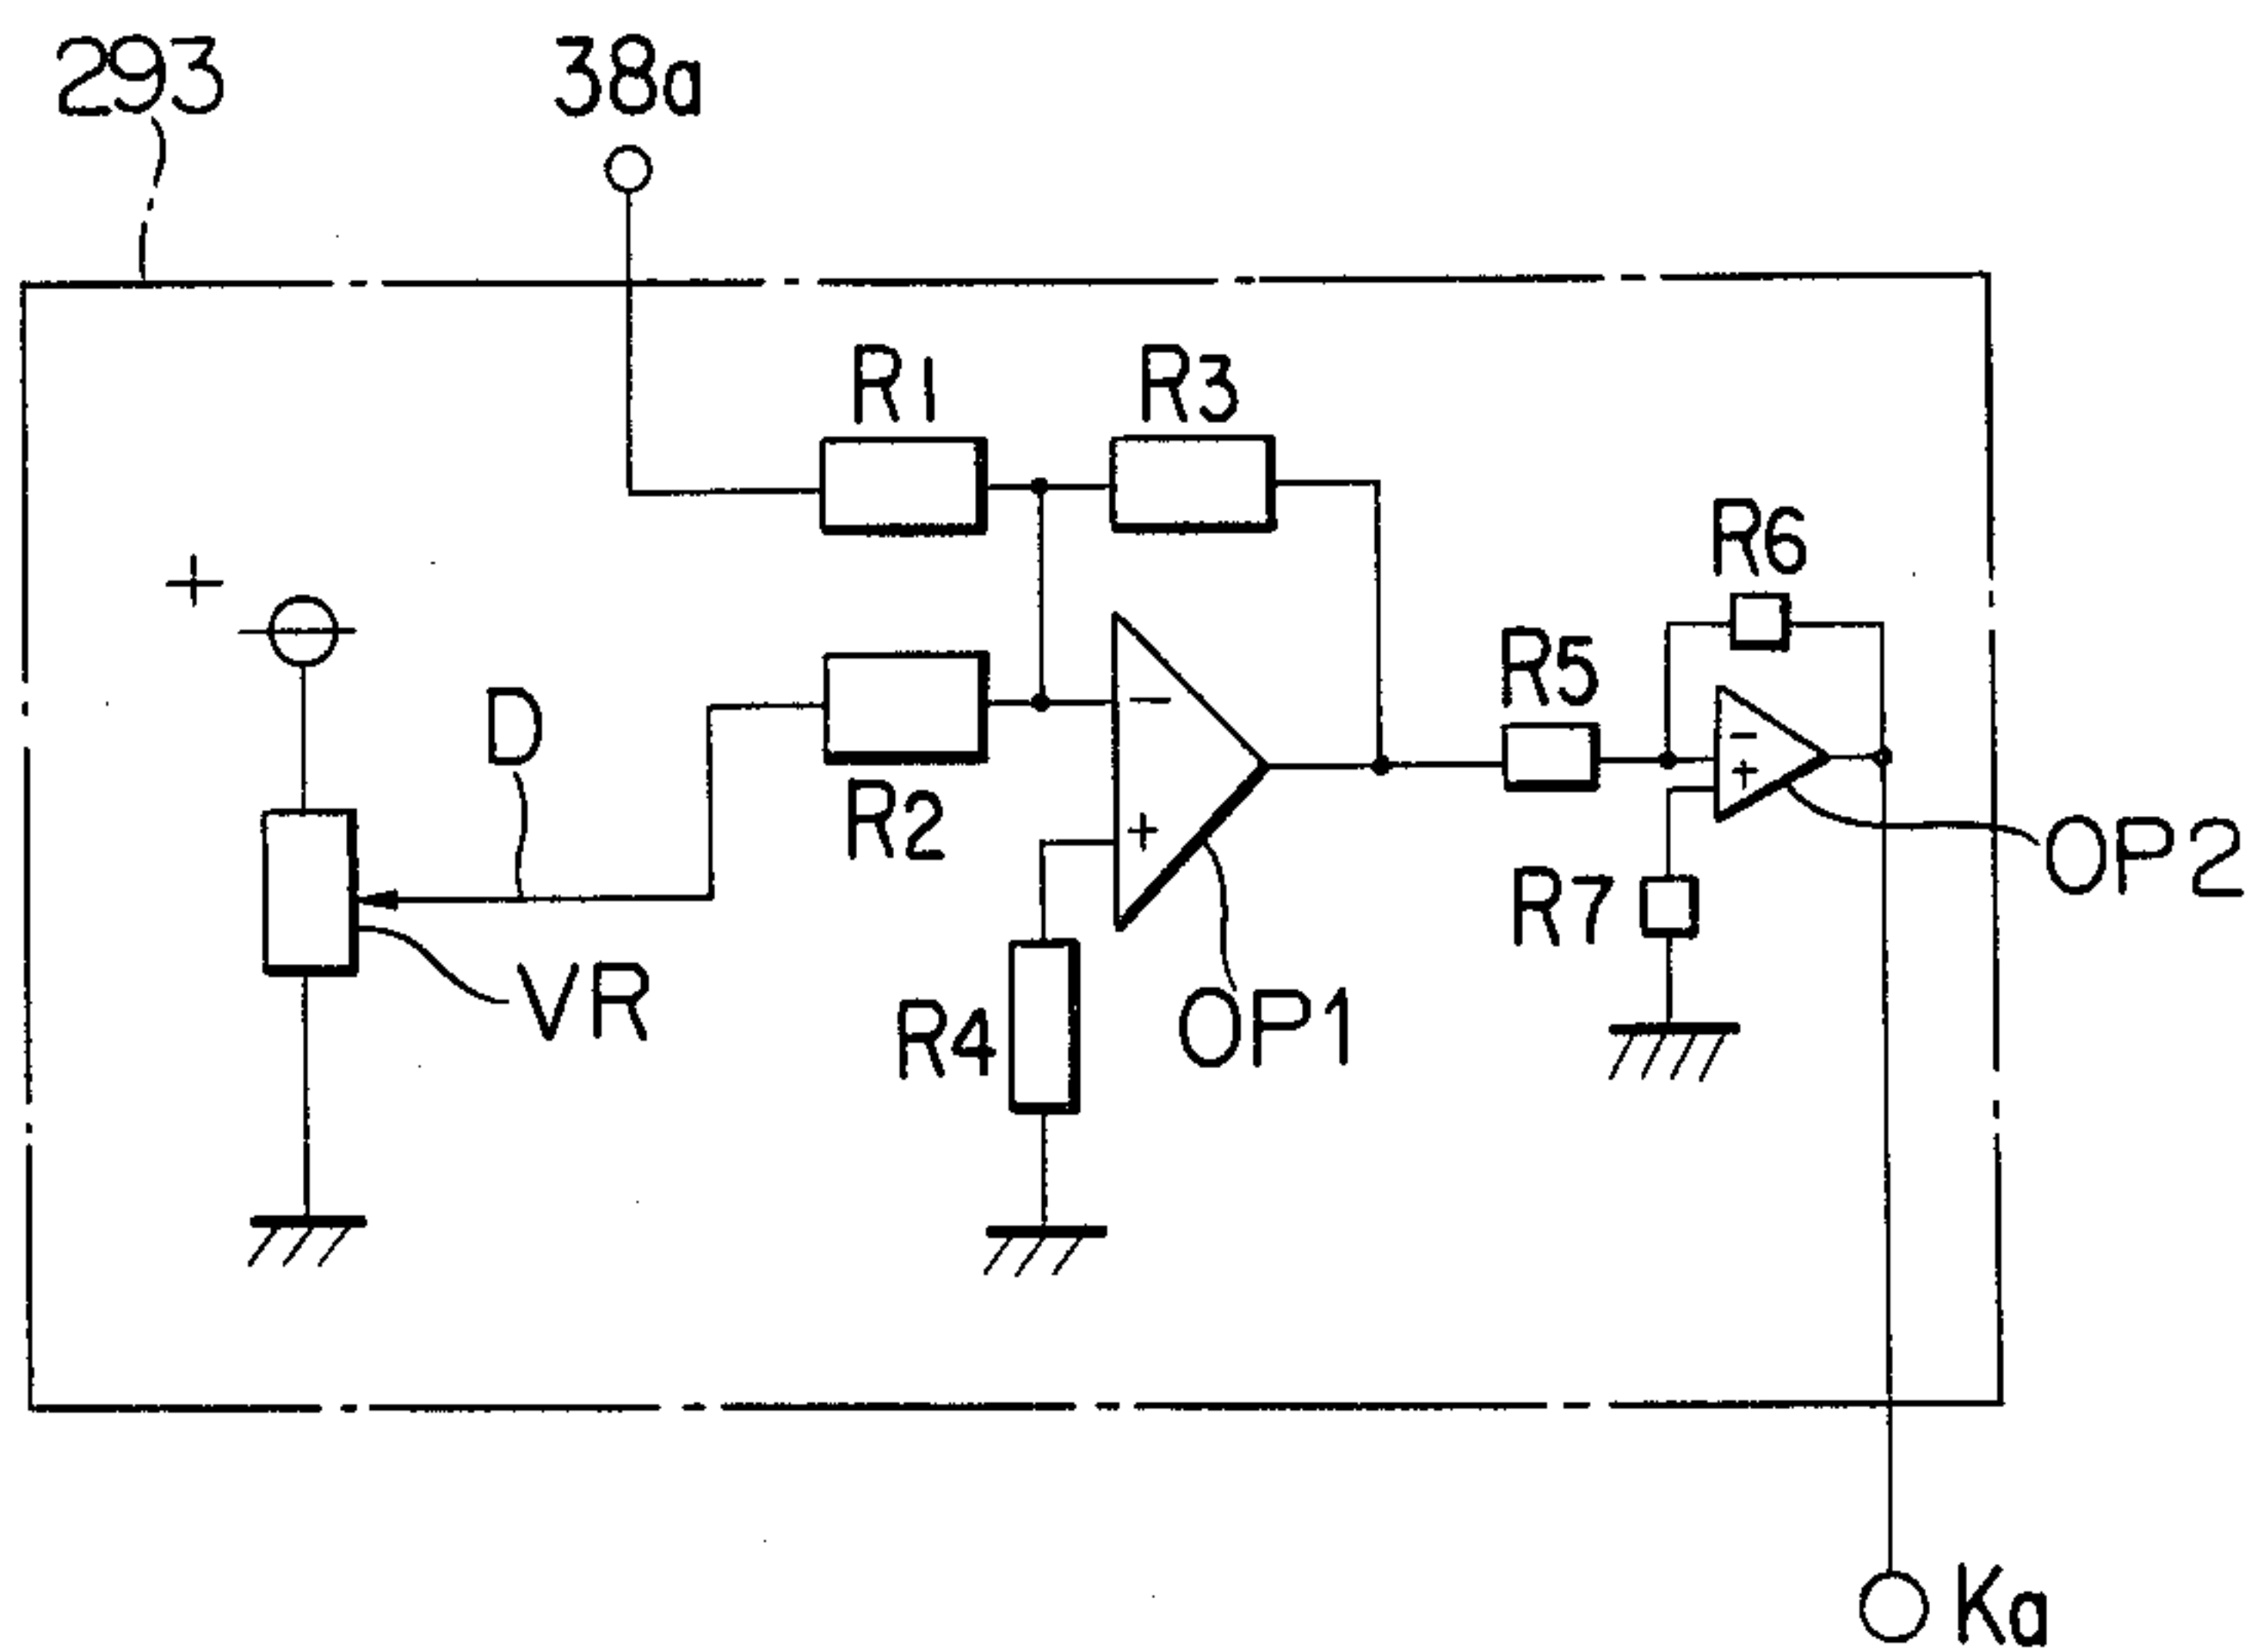 293
38a
R1
R3
R6
+
D
R5
−
−
R2
+
+
OP2
R7
VR
R4
OP1
Ka